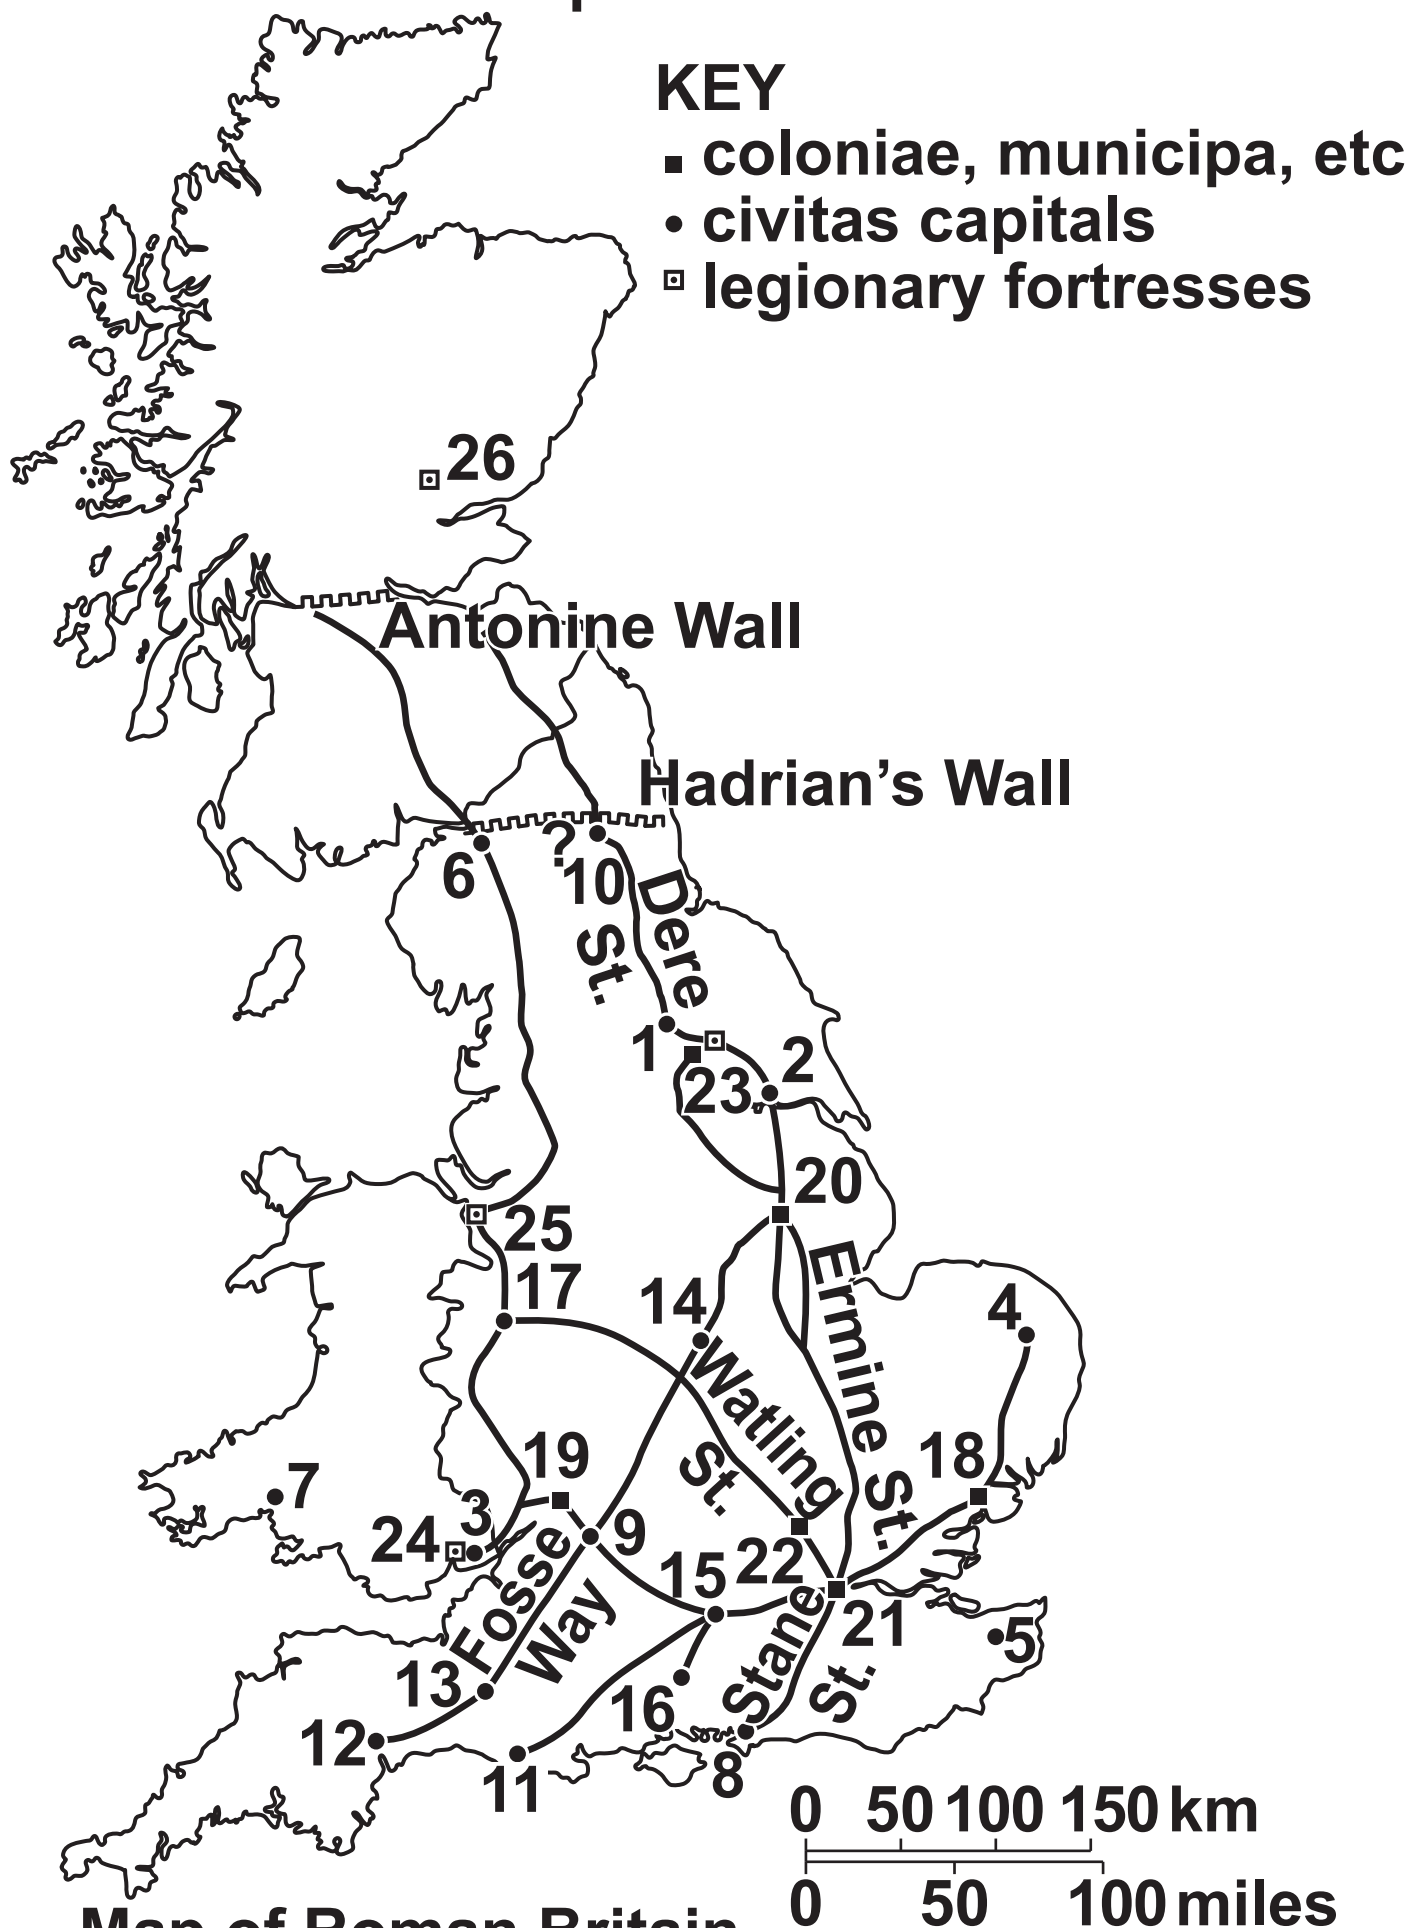 KEY
coloniae, municipa, etc
civitas capitals
legionary fortresses
26
Antonine Wall
Hadrian’s Wall
6
?
10
Dere
St.
1
23
2
20
25
17
14
4
Ermine St.
Watling
St.
19
18
7
3
24
9
Fosse
Way
15
22
21
5
Stane
St.
13
16
12
11
8
0 50 100 150 km
0 50 100 miles
Map of Roman Britain